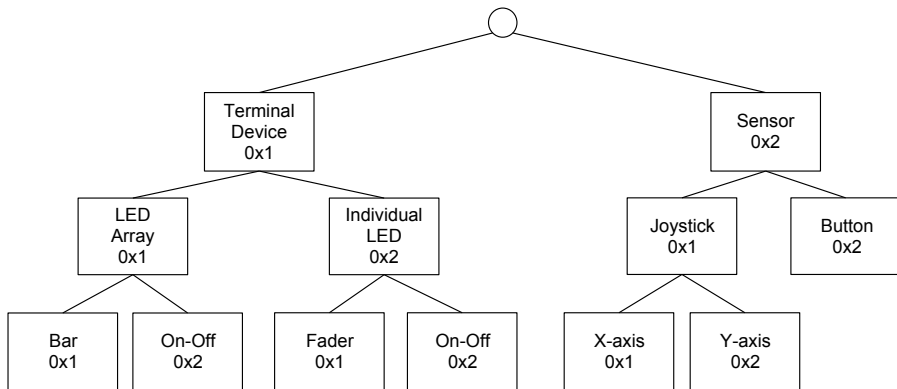 Terminal
Device
0x1
Sensor
0x2
LED
Array
0x1
Individual
LED
0x2
Joystick
0x1
Button
0x2
Bar
0x1
On-Off
0x2
Fader
0x1
On-Off
0x2
X-axis
0x1
Y-axis
0x2